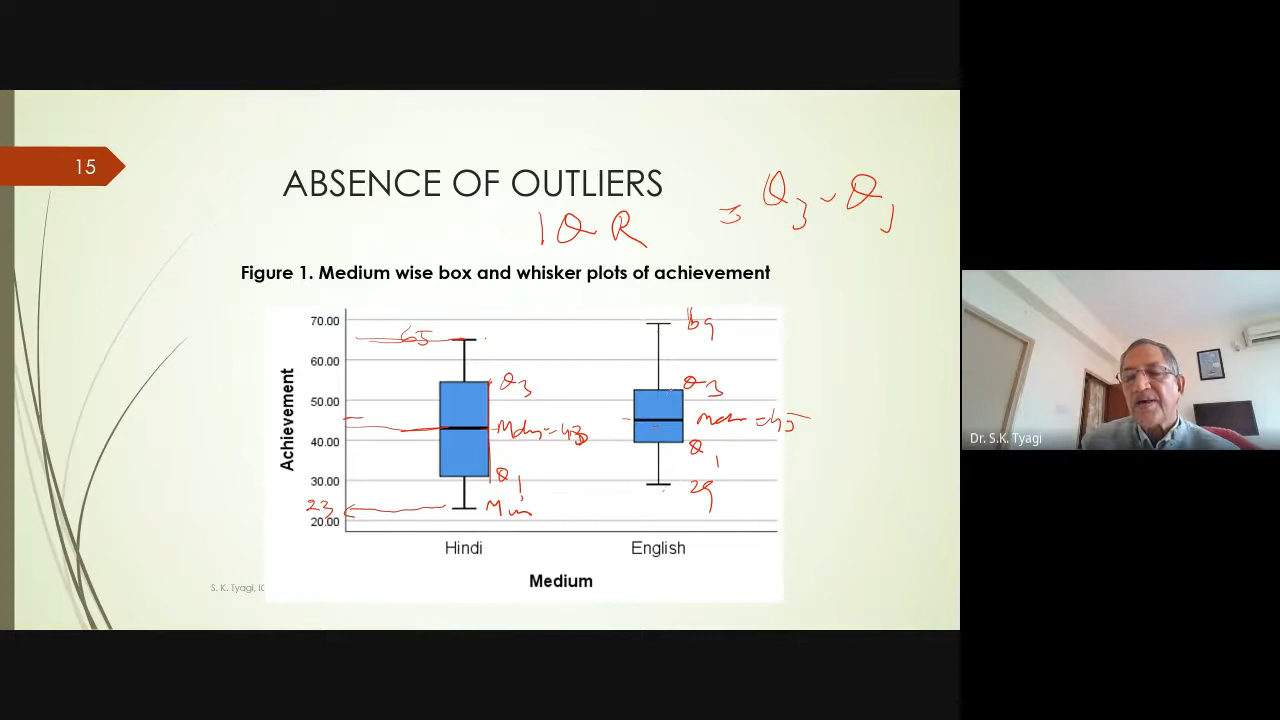 15
ABSENCE OF OUTLIERS
IQR = Q3 - Q1
Figure 1. Medium wise box and whisker plots of achievement
Achievement
70.00
60.00
50.00
40.00
30.00
20.00
65
Q3
Mdn = 43
Q1
Min
23
69
Q3
Mdn = 45
Q1
29
Hindi
English
Medium
S. K. Tyagi,
Dr. S.K. Tyagi